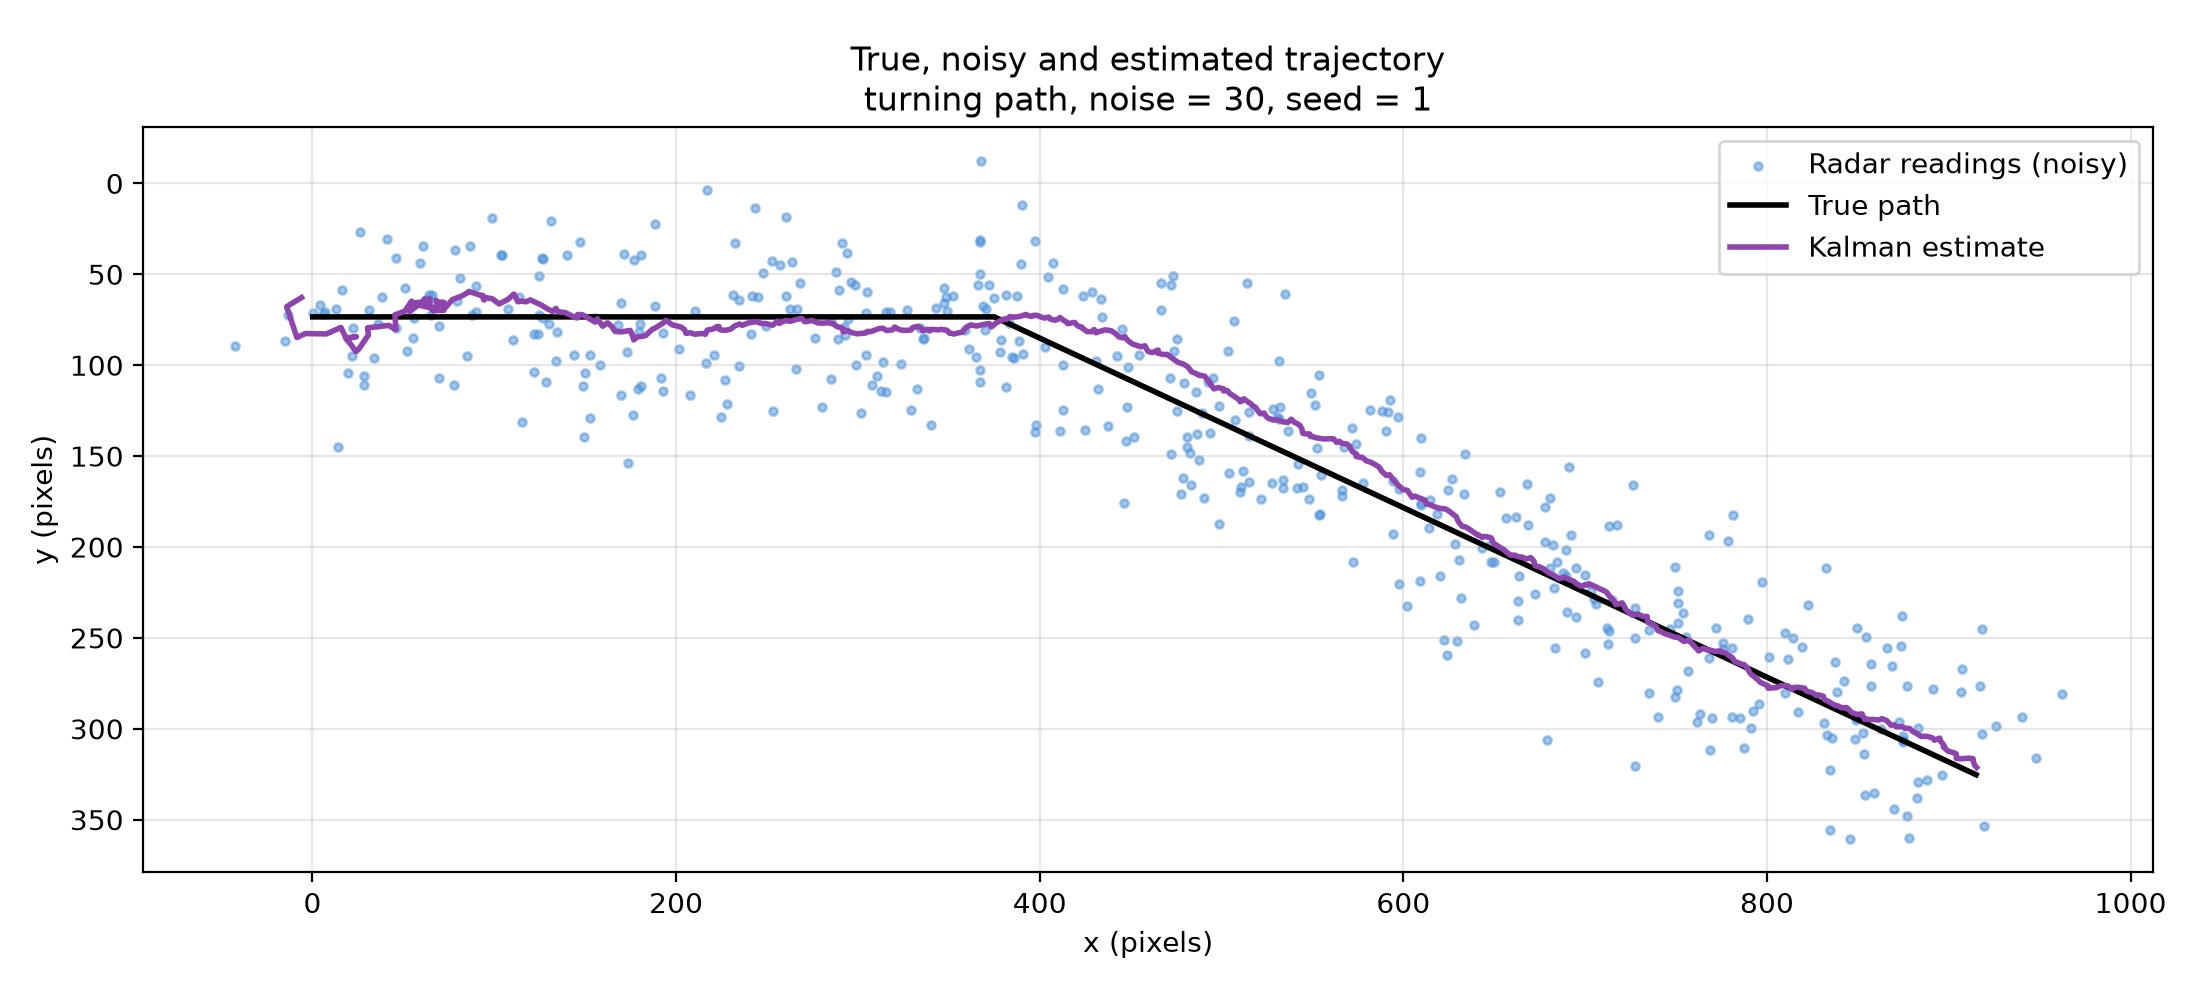 True, noisy and estimated trajectory
turning path, noise = 30, seed = 1
Radar readings (noisy)
True path
Kalman estimate
y (pixels)
0
50
100
150
200
250
300
350
0
200
400
600
800
1000
x (pixels)